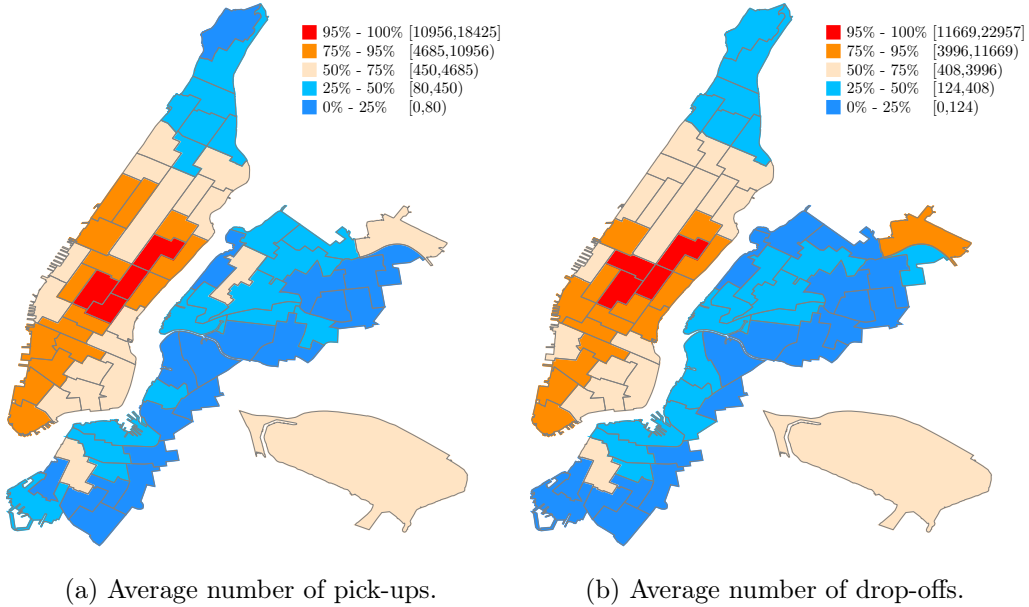 95% - 100% [10956,18425]
75% - 95% [4685,10956)
50% - 75% [450,4685)
25% - 50% [80,450)
0% - 25% [0,80)
95% - 100% [11669,22957]
75% - 95% [3996,11669)
50% - 75% [408,3996)
25% - 50% [124,408)
0% - 25% [0,124)
(a) Average number of pick-ups.
(b) Average number of drop-offs.